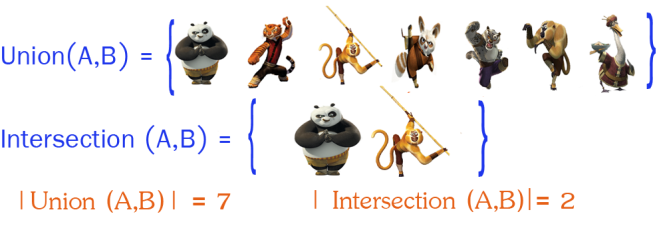 Union(A,B) = { }
Intersection (A,B) = { }
|Union (A,B)| = 7 | Intersection (A,B)|= 2